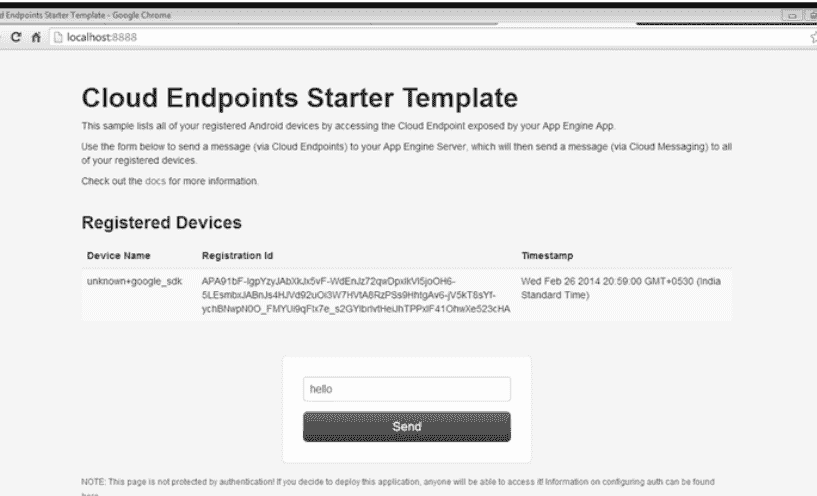 d Endpoints Starter Template - Google Chrome
localhost:8888
Cloud Endpoints Starter Template
This sample lists all of your registered Android devices by accessing the Cloud Endpoint exposed by your App Engine App.
Use the form below to send a message (via Cloud Endpoints) to your App Engine Server, which will then send a message (via Cloud Messaging) to all
of your registered devices.
Check out the docs for more information.
Registered Devices
Device Name Registration Id Timestamp
unknown+google_sdk Wed Feb 26 2014 20:59:00 GMT+0530 (India
Standard Time)
hello
Send
NOTE: This page is not protected by authentication! If you decide to deploy this application, anyone will be able to access it! Information on configuring auth can be found